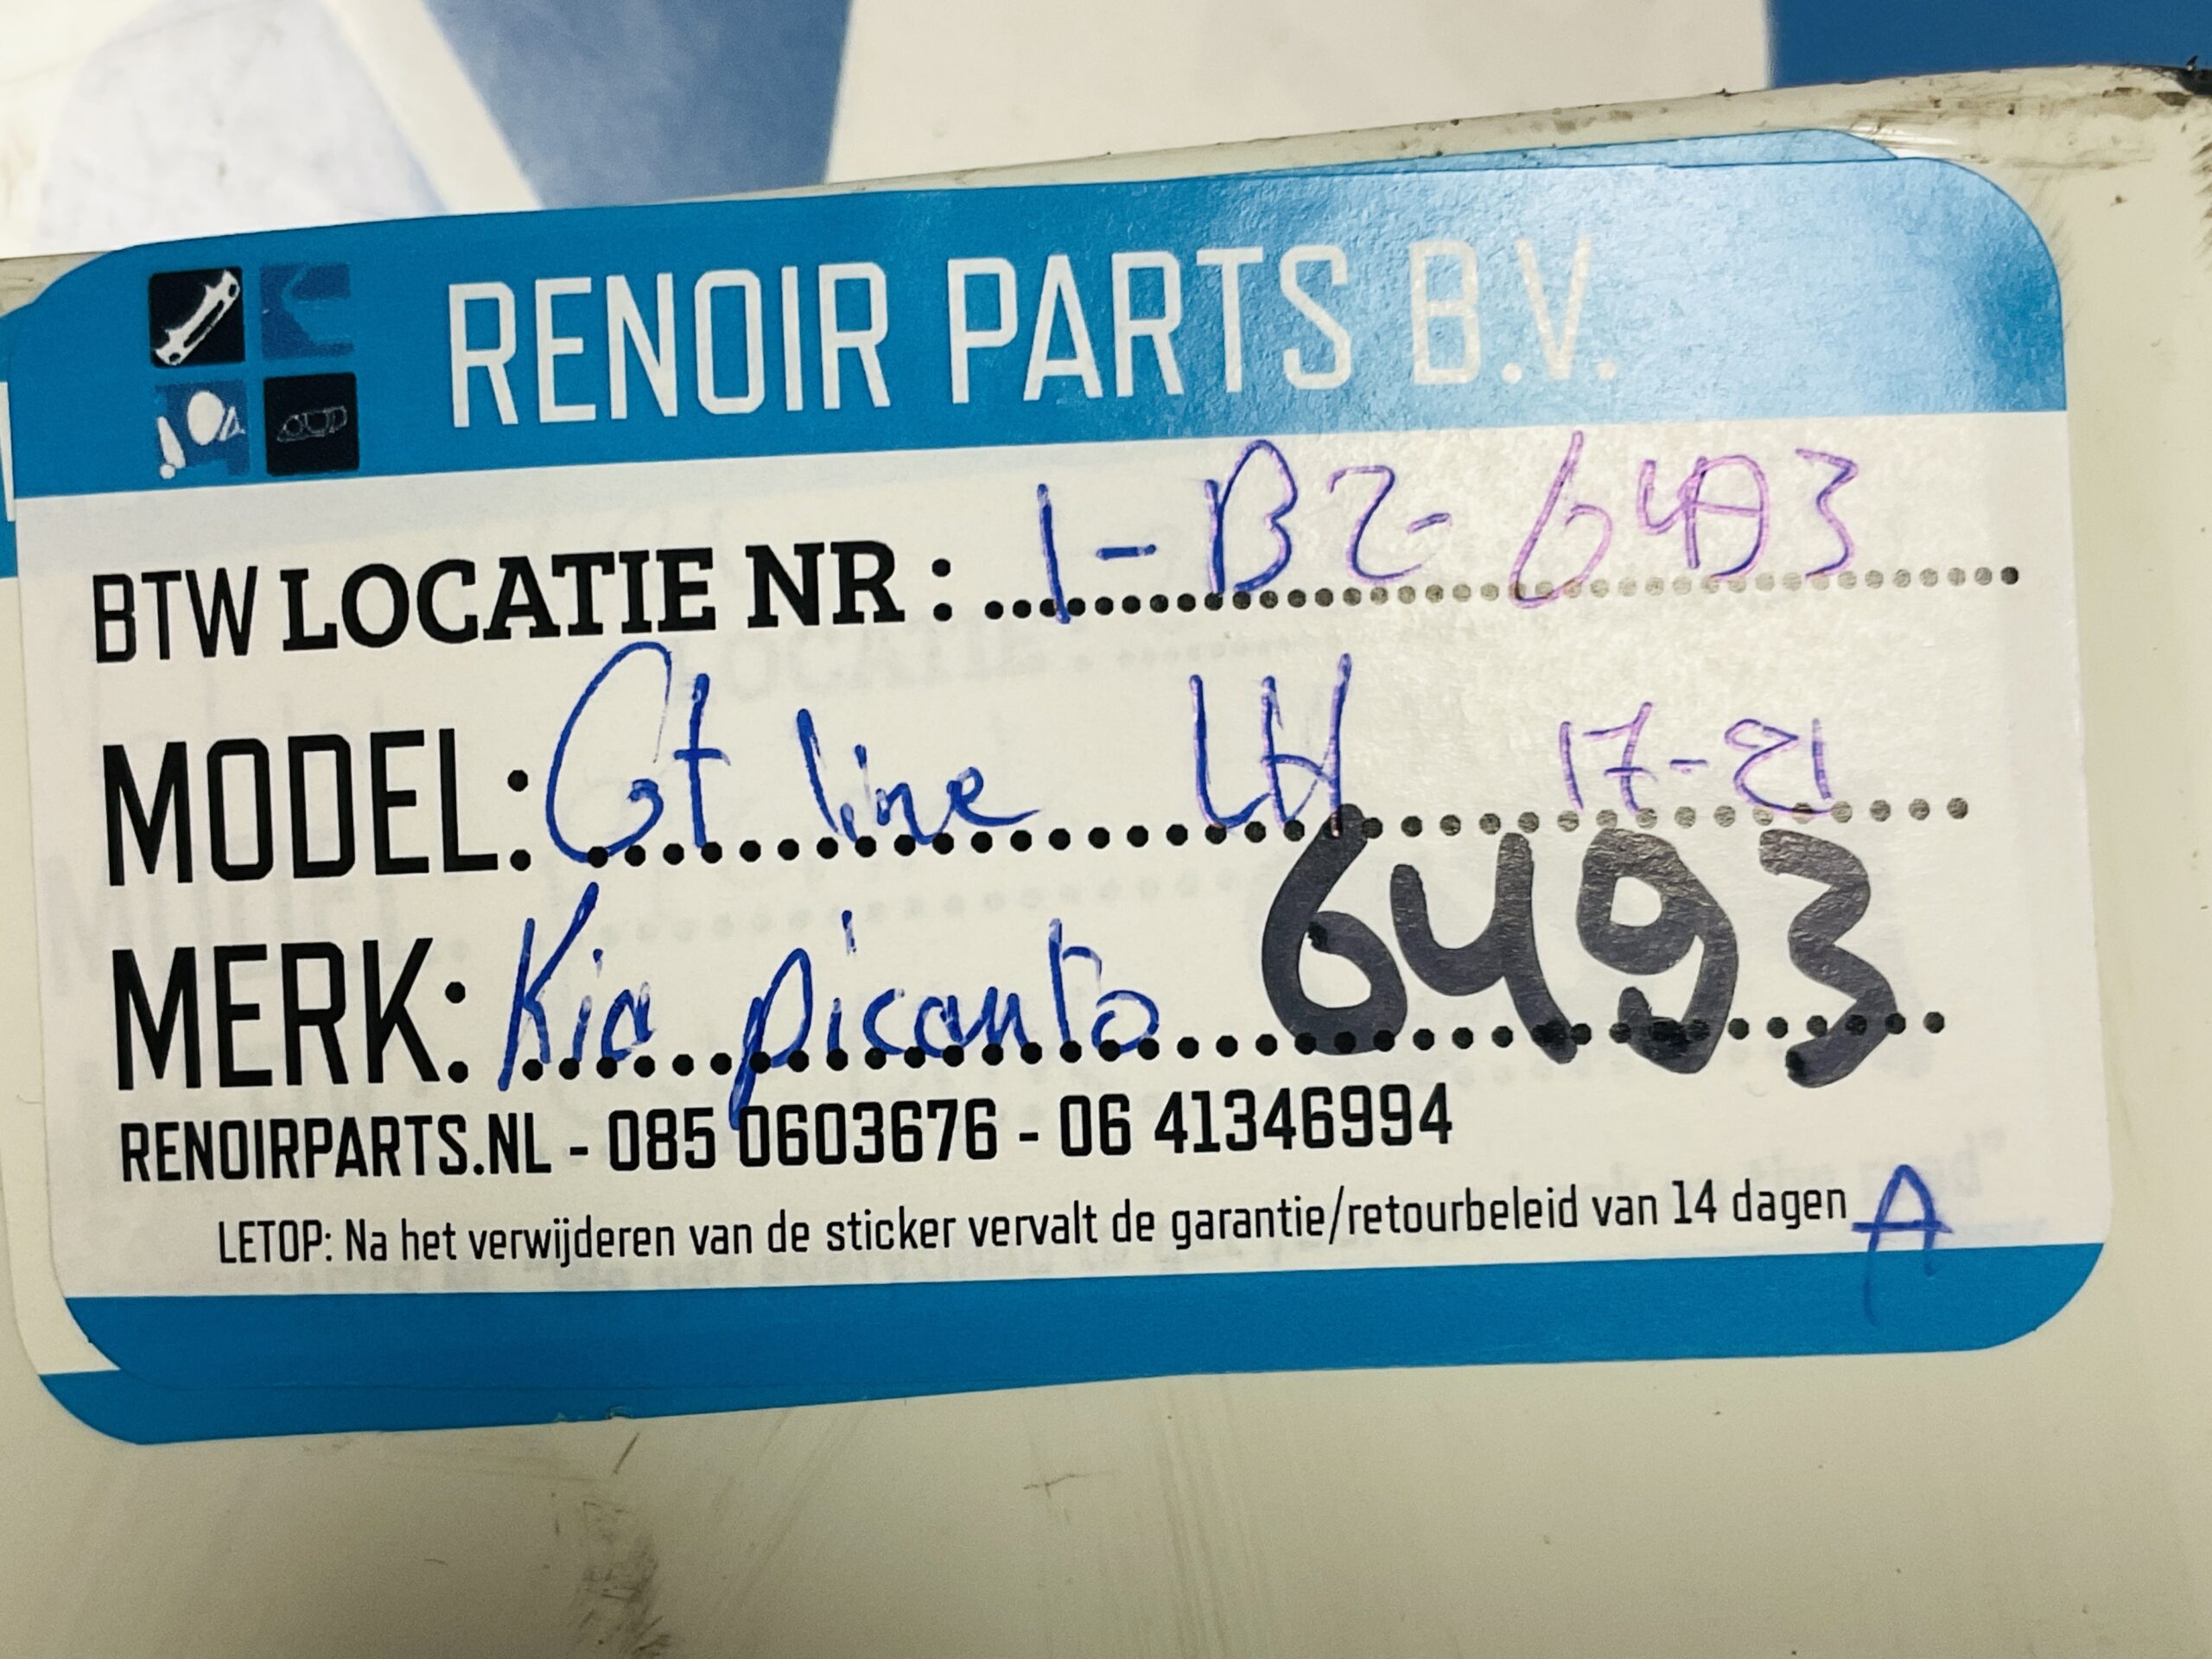 RENOIR PARTS B.V.
BTW LOCATIE NR : 1-B2-6493
MODEL: Gt line LH 17-21
MERK: Kia picanto 6493
RENOIRPARTS.NL - 085 0603676 - 06 41346994
LETOP: Na het verwijderen van de sticker vervalt de garantie/retourbeleid van 14 dagen A